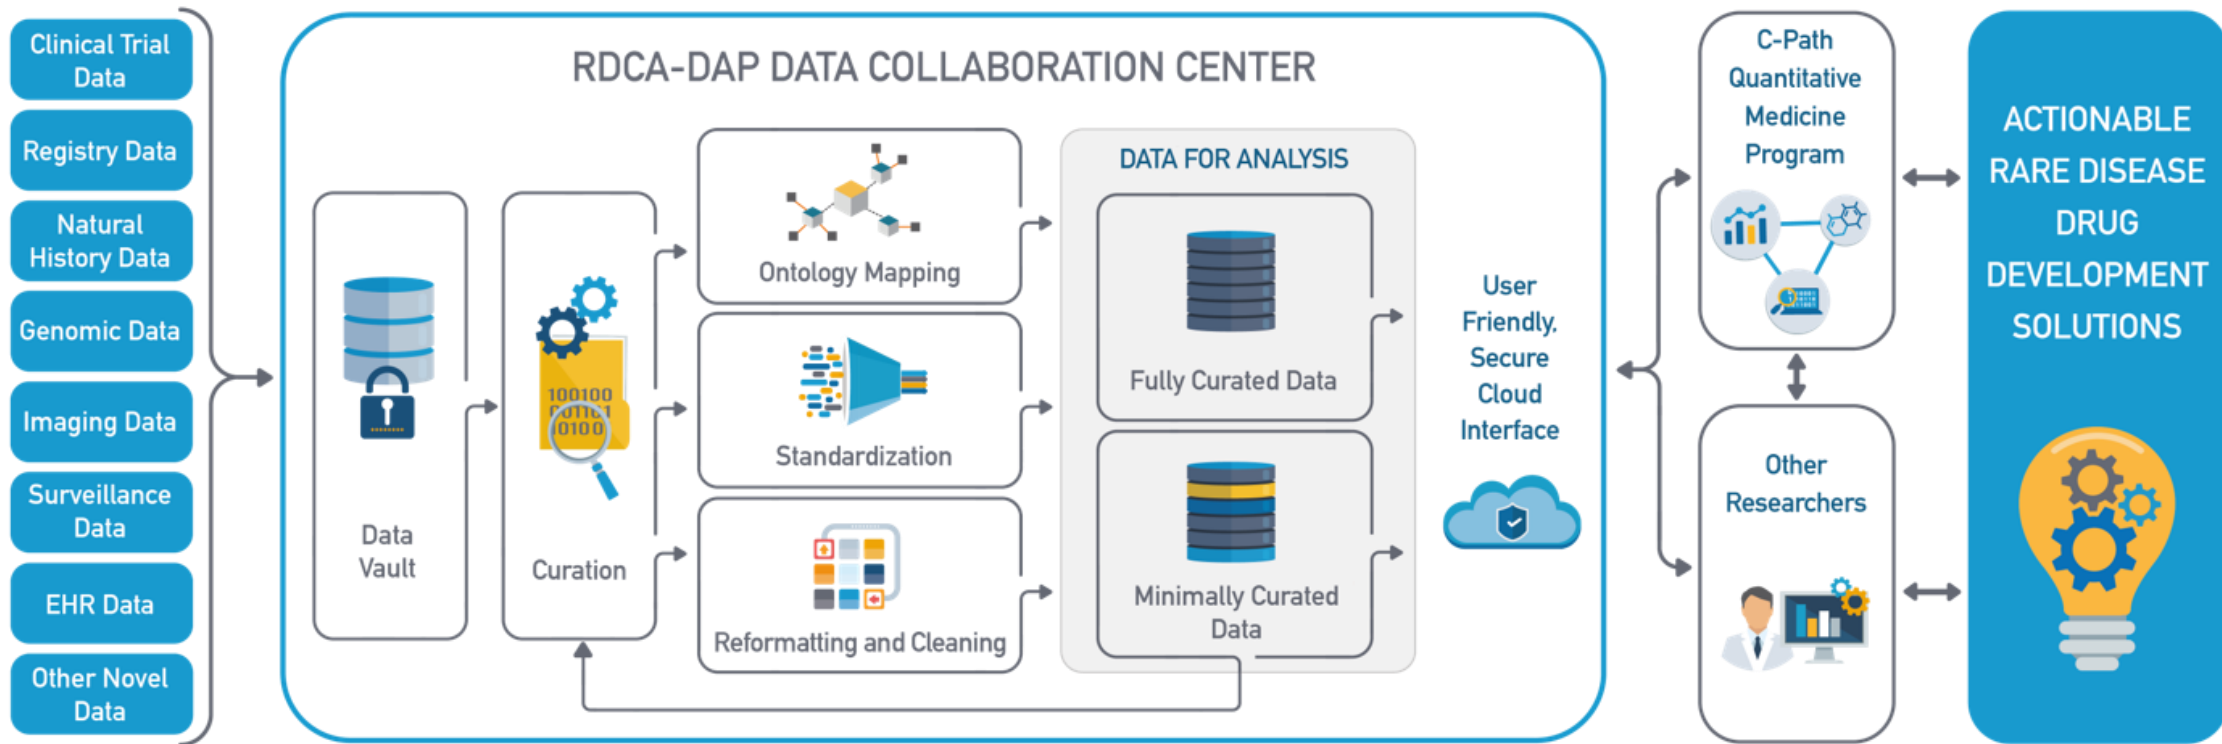 Clinical Trial
Data
Registry Data
Natural
History Data
Genomic Data
Imaging Data
Surveillance
Data
EHR Data
Other Novel
Data
RDCA-DAP DATA COLLABORATION CENTER
Data
Vault
100100
001101
10100
Curation
Ontology Mapping
Standardization
Reformatting and Cleaning
DATA FOR ANALYSIS
Fully Curated Data
Minimally Curated
Data
User
Friendly,
Secure
Cloud
Interface
C-Path
Quantitative
Medicine
Program
Other
Researchers
ACTIONABLE
RARE DISEASE
DRUG
DEVELOPMENT
SOLUTIONS